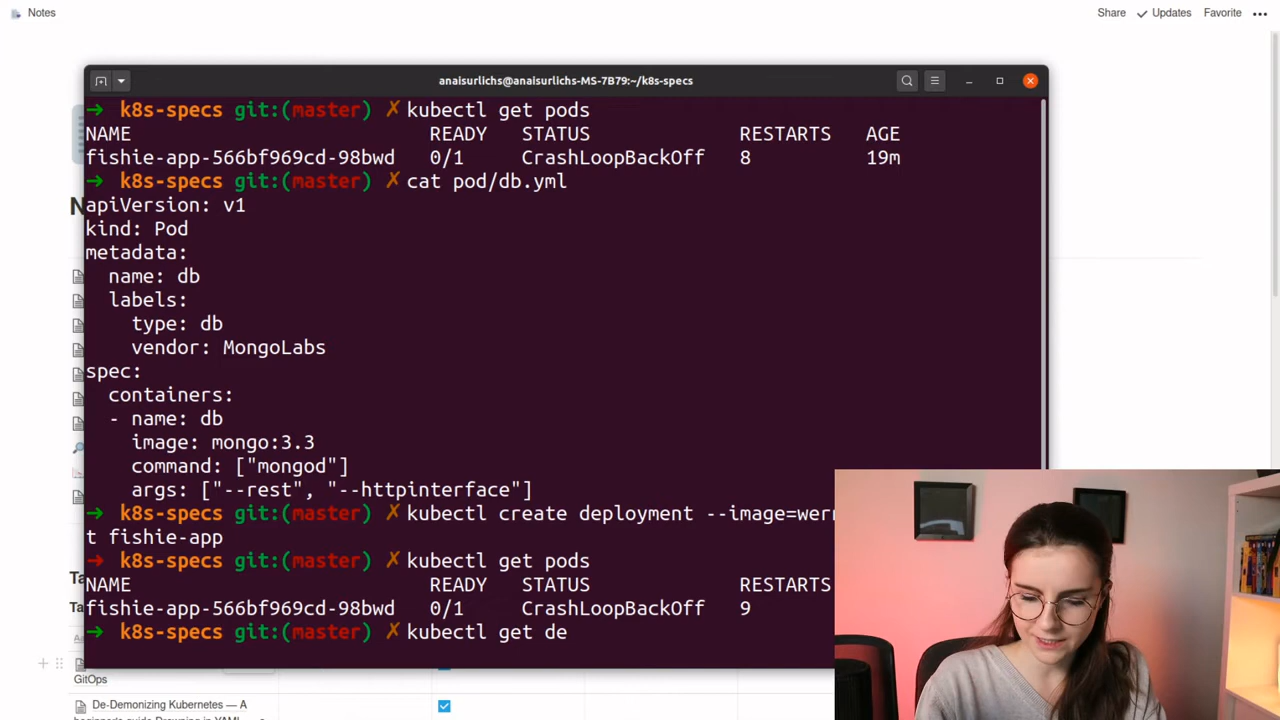 Notes
Share
Updates
Favorite
anaisurlichs@anaisurlichs-MS-7B79:~/k8s-specs
→ k8s-specs git:(master) ✗ kubectl get pods
NAME READY STATUS RESTARTS AGE
fishie-app-566bf969cd-98bwd 0/1 CrashLoopBackOff 8 19m
→ k8s-specs git:(master) ✗ cat pod/db.yml
apiVersion: v1
kind: Pod
metadata:
  name: db
  labels:
    type: db
    vendor: MongoLabs
spec:
  containers:
  - name: db
    image: mongo:3.3
    command: ["mongod"]
    args: ["--rest", "--httpinterface"]
→ k8s-specs git:(master) ✗ kubectl create deployment --image=wer
t fishie-app
→ k8s-specs git:(master) ✗ kubectl get pods
NAME READY STATUS RESTARTS
fishie-app-566bf969cd-98bwd 0/1 CrashLoopBackOff 9
→ k8s-specs git:(master) ✗ kubectl get de
GitOps
De-Demonizing Kubernetes — A